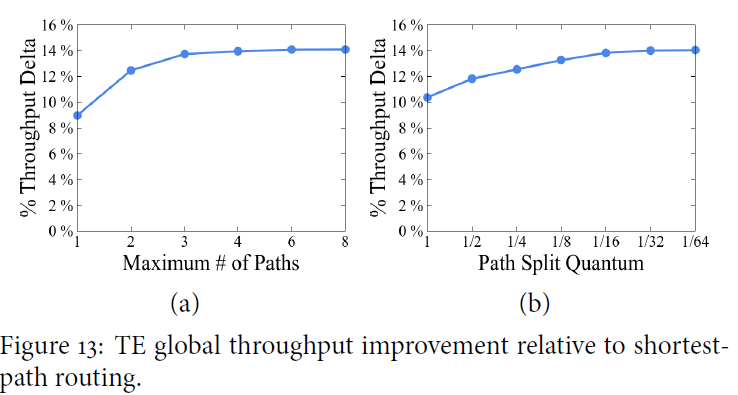 16 %
14 %
12 %
10 %
8 %
6 %
4 %
2 %
0 %
% Throughput Delta
1 2 3 4 6 8
Maximum # of Paths
(a)
16 %
14 %
12 %
10 %
8 %
6 %
4 %
2 %
0 %
% Throughput Delta
1 1/2 1/4 1/8 1/16 1/32 1/64
Path Split Quantum
(b)
Figure 13: TE global throughput improvement relative to shortest-
path routing.